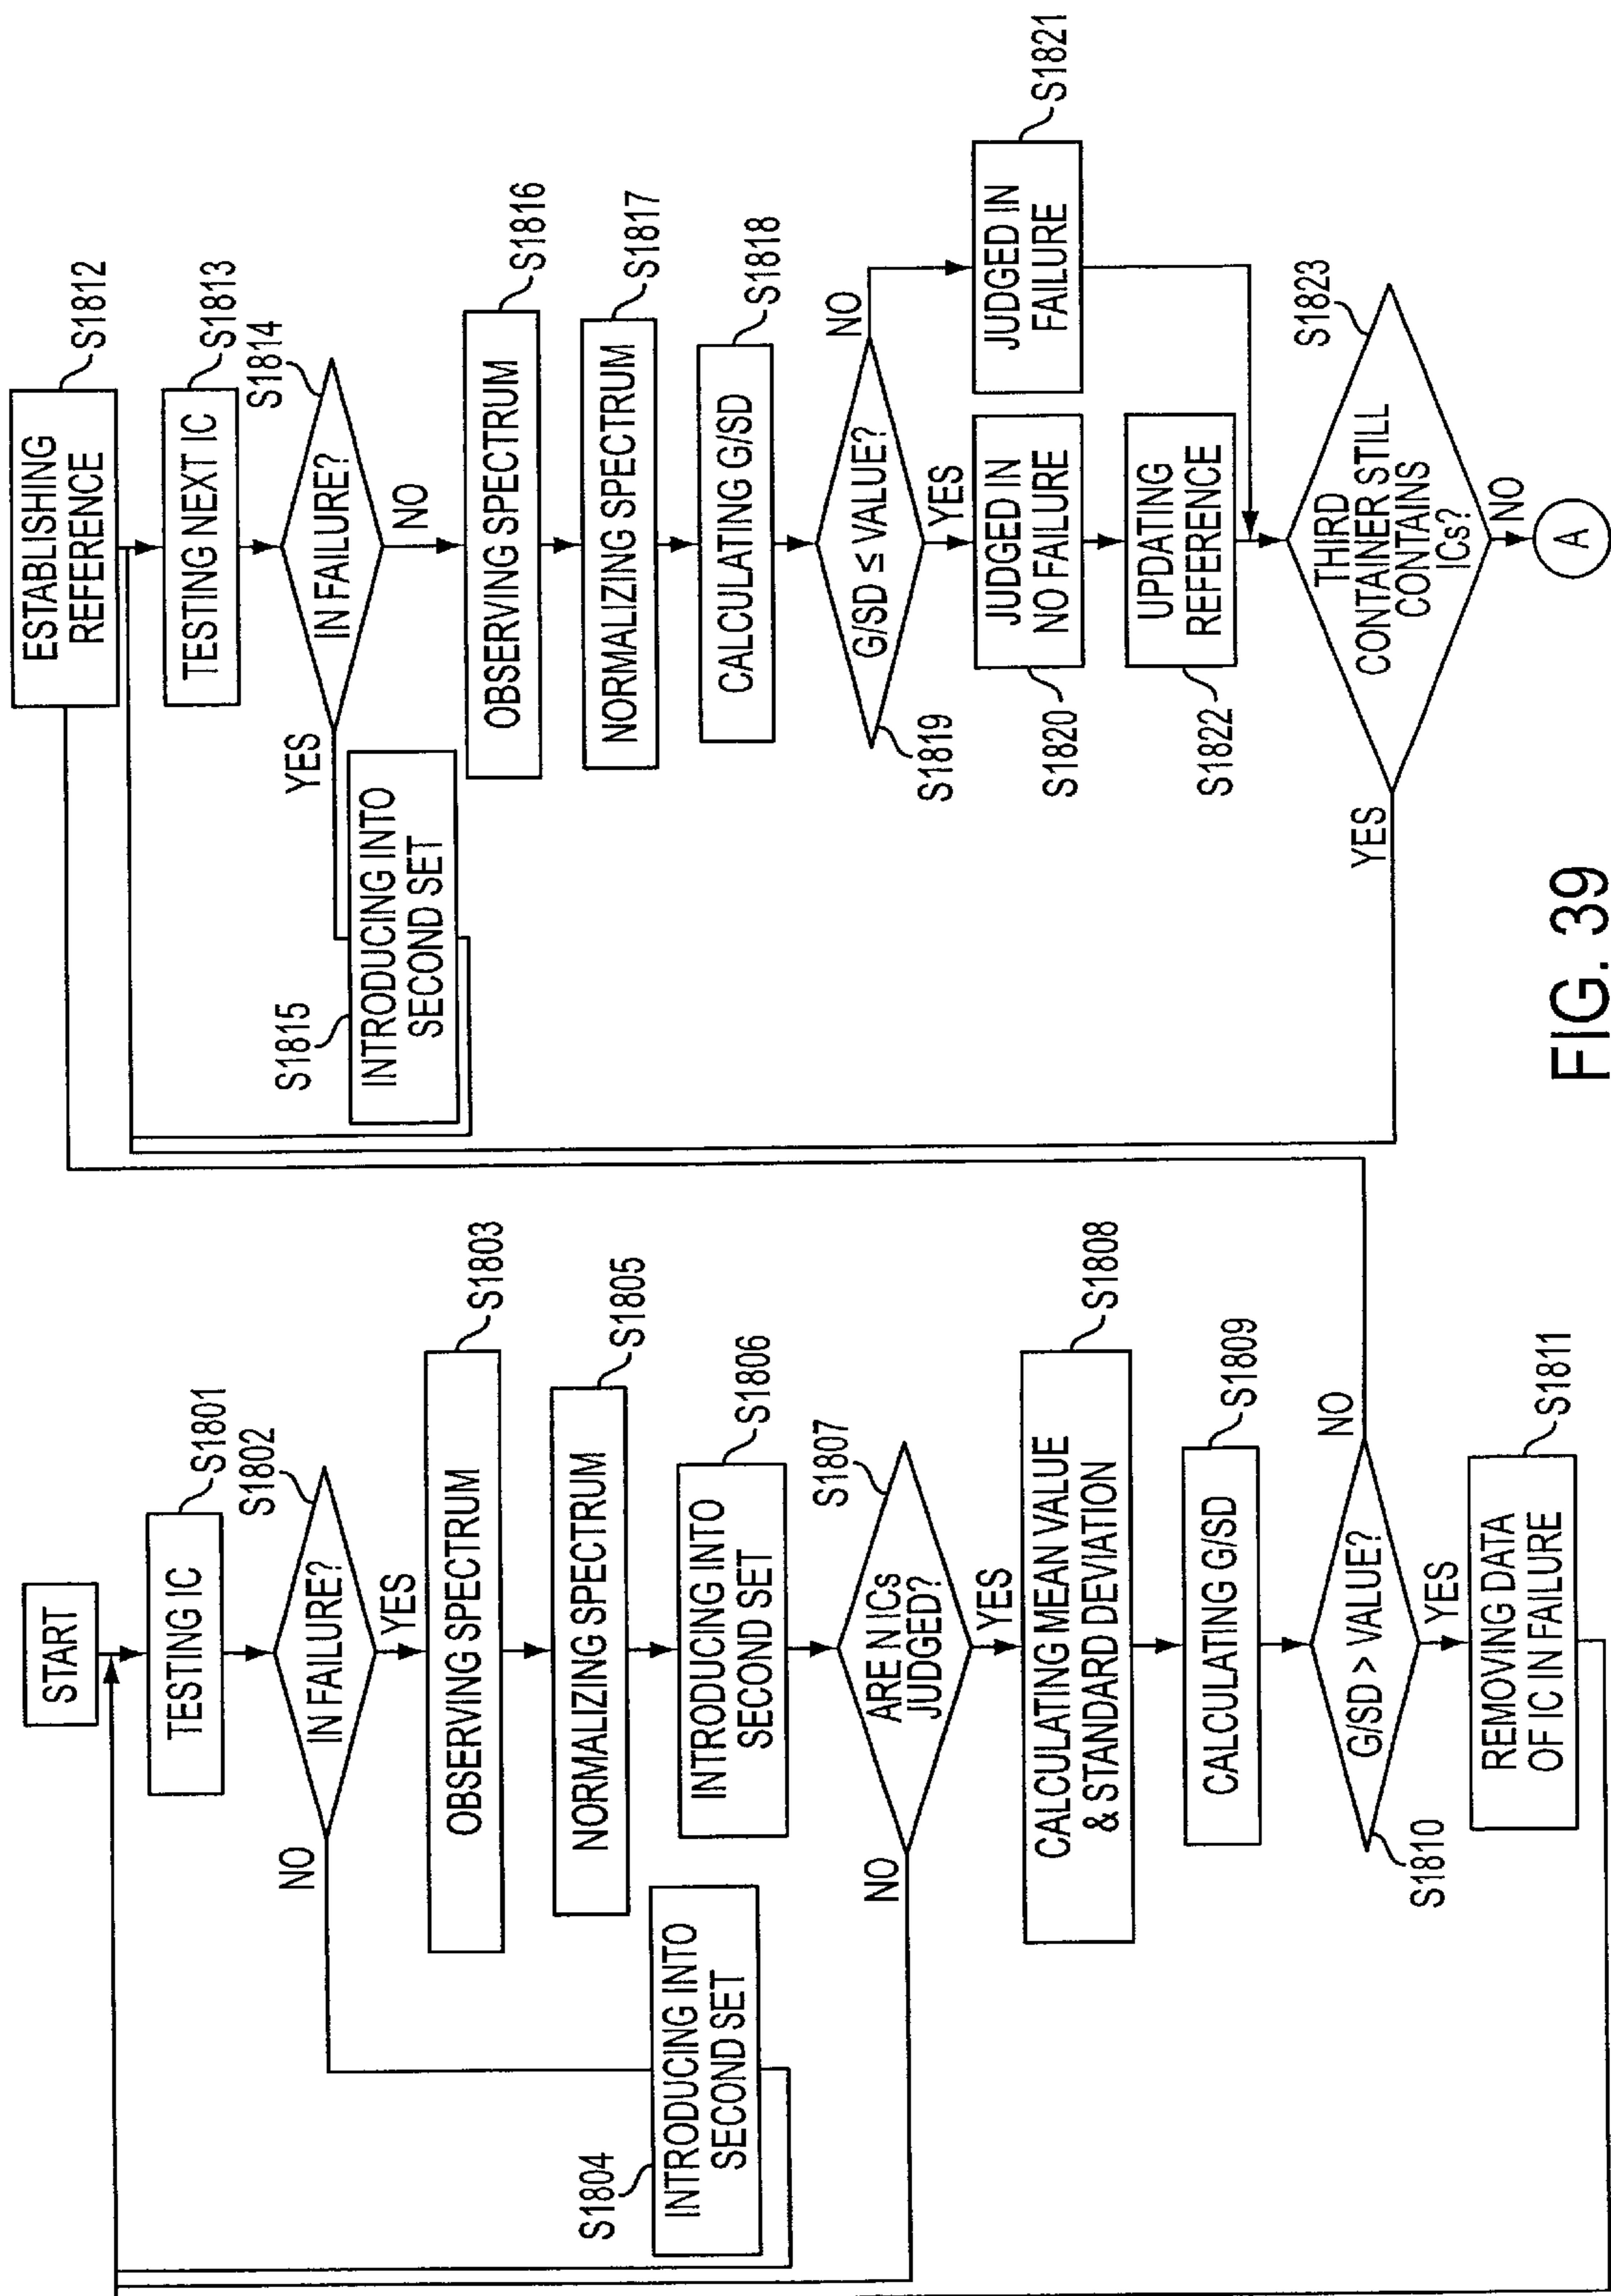 START
TESTING IC
S1801
IN FAILURE?
S1802
NO
YES
OBSERVING SPECTRUM
S1803
S1804
INTRODUCING INTO
SECOND SET
NORMALIZING SPECTRUM
S1805
INTRODUCING INTO
SECOND SET
S1806
ARE N ICs
JUDGED?
S1807
NO
YES
CALCULATING MEAN VALUE
& STANDARD DEVIATION
S1808
CALCULATING G/SD
S1809
G/SD > VALUE?
S1810
NO
YES
REMOVING DATA
OF IC IN FAILURE
S1811
ESTABLISHING
REFERENCE
S1812
TESTING NEXT IC
S1813
IN FAILURE?
S1814
YES
NO
S1815
INTRODUCING INTO
SECOND SET
OBSERVING SPECTRUM
S1816
NORMALIZING SPECTRUM
S1817
CALCULATING G/SD
S1818
G/SD ≤ VALUE?
S1819
NO
YES
JUDGED IN
NO FAILURE
S1820
JUDGED IN
FAILURE
S1821
UPDATING
REFERENCE
S1822
THIRD
CONTAINER STILL
CONTAINS
ICs?
S1823
YES
NO
A
FIG. 39